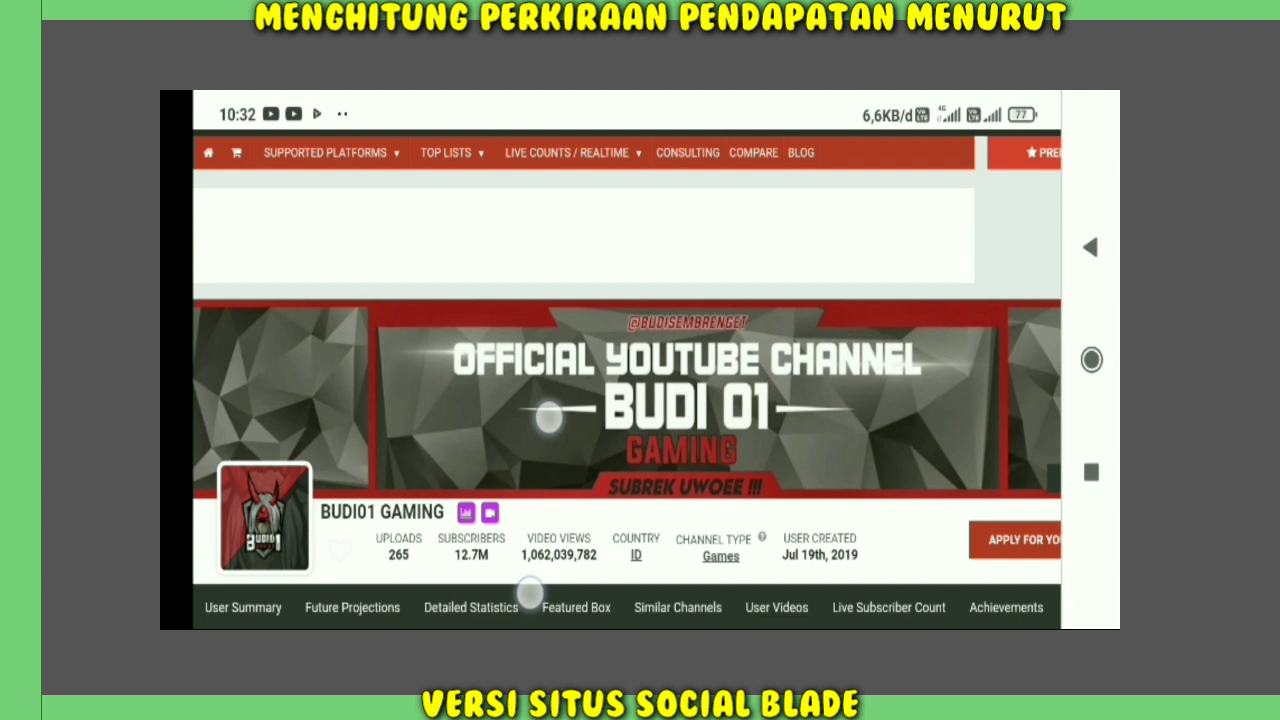 MENGHITUNG PERKIRAAN PENDAPATAN MENURUT
10:32 6,6KB/d 4G 77
SUPPORTED PLATFORMS TOP LISTS LIVE COUNTS / REALTIME CONSULTING COMPARE BLOG
@BUDISEMBRENGET
OFFICIAL YOUTUBE CHANNEL
BUDI 01
GAMING
SUBREK UWOEE !!!
BUDI01
BUDI01 GAMING
UPLOADS SUBSCRIBERS VIDEO VIEWS COUNTRY CHANNEL TYPE USER CREATED
265 12.7M 1,062,039,782 ID Games Jul 19th, 2019
APPLY FOR YO
User Summary Future Projections Detailed Statistics Featured Box Similar Channels User Videos Live Subscriber Count Achievements
VERSI SITUS SOCIAL BLADE